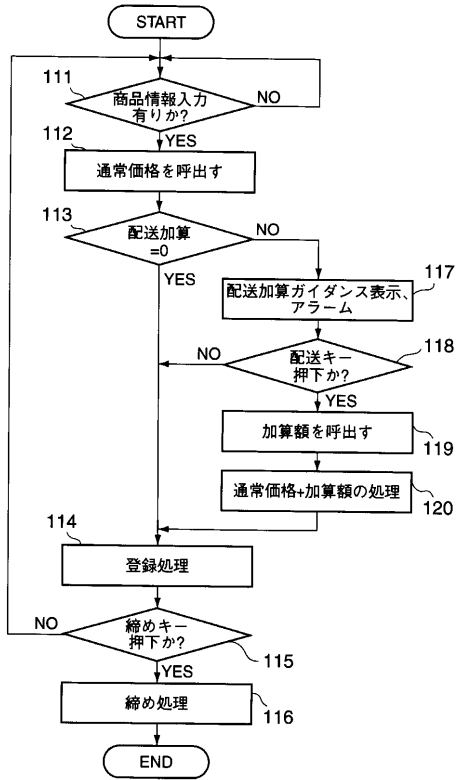 START
111
商品情報入力
有りか?
NO
YES
112
通常価格を呼出す
113
配送加算
=0
NO
YES
117
配送加算ガイダンス表示、
アラーム
118
配送キー
押下か?
NO
YES
119
加算額を呼出す
120
通常価格+加算額の処理
114
登録処理
締めキー
押下か?
NO
115
YES
締め処理
116
END